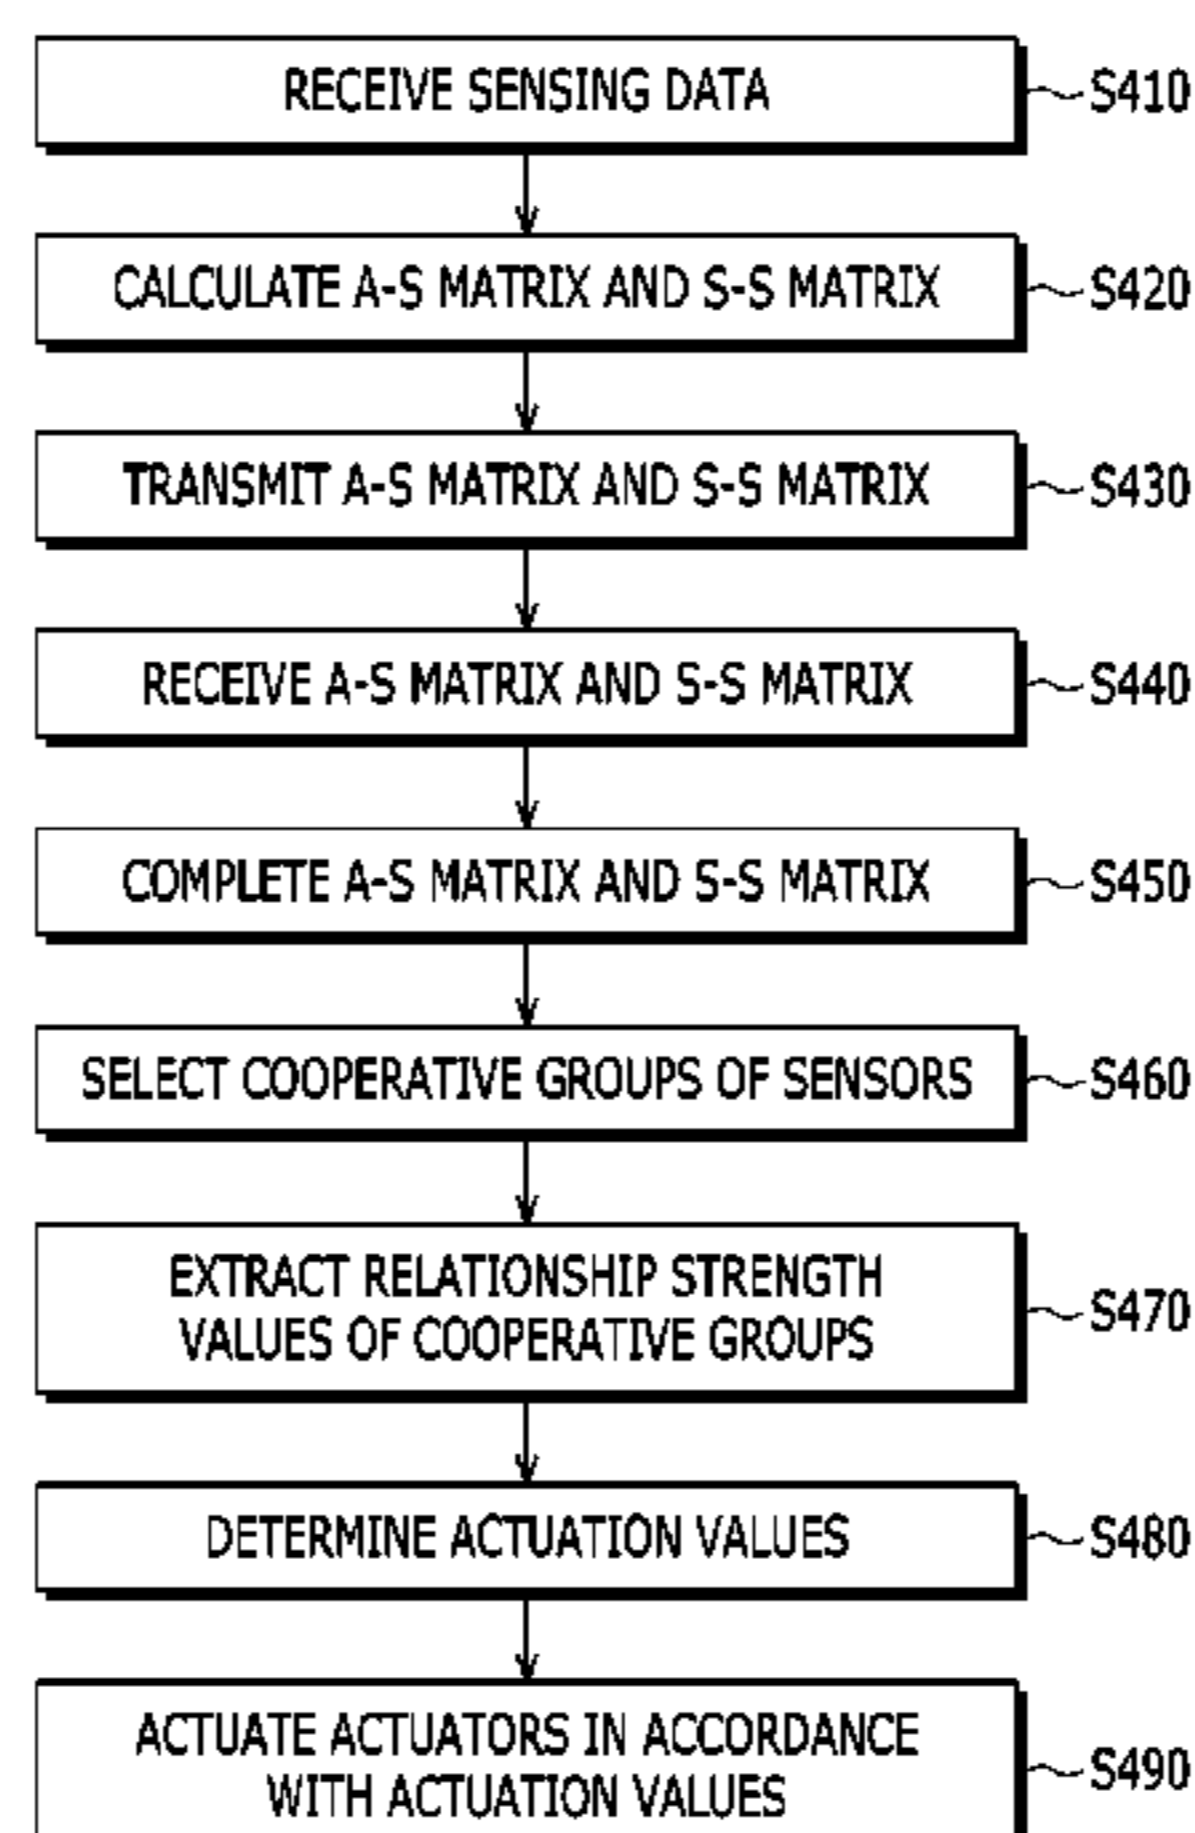 RECEIVE SENSING DATA
S410
CALCULATE A-S MATRIX AND S-S MATRIX
S420
TRANSMIT A-S MATRIX AND S-S MATRIX
S430
RECEIVE A-S MATRIX AND S-S MATRIX
S440
COMPLETE A-S MATRIX AND S-S MATRIX
S450
SELECT COOPERATIVE GROUPS OF SENSORS
S460
EXTRACT RELATIONSHIP STRENGTH
VALUES OF COOPERATIVE GROUPS
S470
DETERMINE ACTUATION VALUES
S480
ACTUATE ACTUATORS IN ACCORDANCE
WITH ACTUATION VALUES
S490